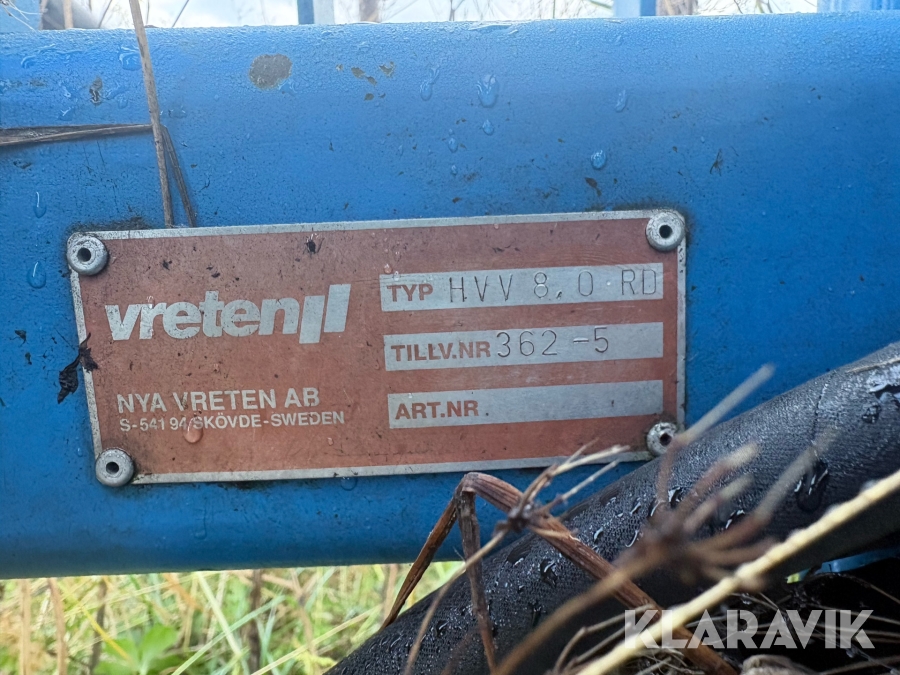 vreten
TYP HVV 8,0 RD
TILLV.NR 362-5
ART.NR.
NYA VRETEN AB
S-541 94 SKÖVDE-SWEDEN
KLARAVIK